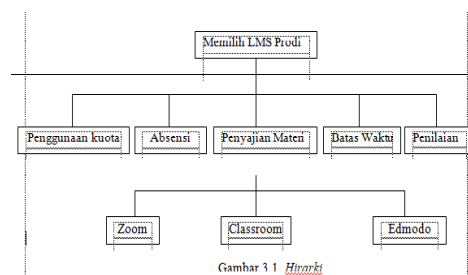 Memilih LMS Prodi
Penggunaan kuota Absensi Penyajian Materi Batas Waktu Penilaian
Zoom Classroom Edmodo
Gambar 3.1 Hirarki